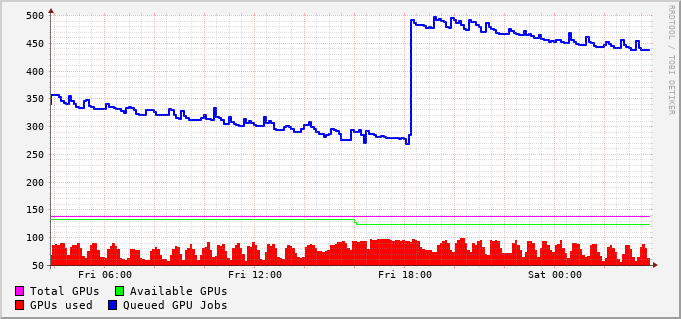 500
450
400
350
300
250
200
150
100
50
Fri 06:00 Fri 12:00 Fri 18:00 Sat 00:00
Total GPUs Available GPUs
GPUs used Queued GPU Jobs
RRDTOOL / TOBI OETIKER